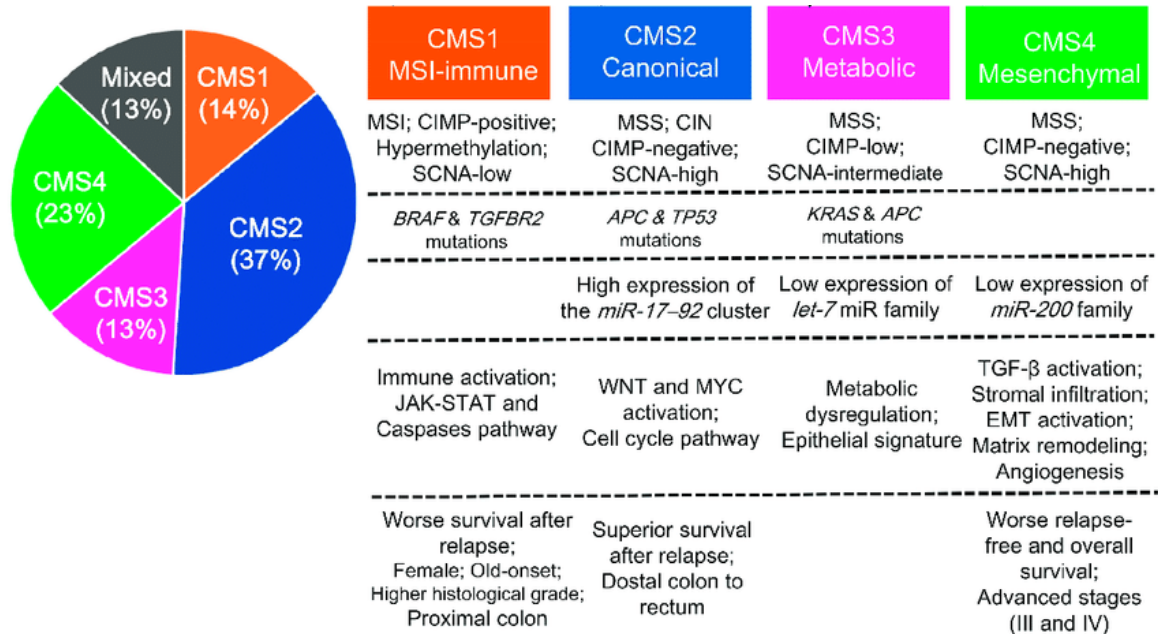 Mixed
(13%)
CMS1
(14%)
CMS4
(23%)
CMS2
(37%)
CMS3
(13%)
CMS1
MSI-immune
CMS2
Canonical
CMS3
Metabolic
CMS4
Mesenchymal
MSI; CIMP-positive;
Hypermethylation;
SCNA-low
MSS; CIN
CIMP-negative;
SCNA-high
MSS;
CIMP-low;
SCNA-intermediate
MSS;
CIMP-negative;
SCNA-high
BRAF & TGFBR2
mutations
APC & TP53
mutations
KRAS & APC
mutations
High expression of
the miR-17–92 cluster
Low expression of
let-7 miR family
Low expression of
miR-200 family
Immune activation;
JAK-STAT and
Caspases pathway
WNT and MYC
activation;
Cell cycle pathway
Metabolic
dysregulation;
Epithelial signature
TGF-β activation;
Stromal infiltration;
EMT activation;
Matrix remodeling;
Angiogenesis
Worse survival after
relapse;
Female; Old-onset;
Higher histological grade;
Proximal colon
Superior survival
after relapse;
Dostal colon to
rectum
Worse relapse-
free and overall
survival;
Advanced stages
(III and IV)